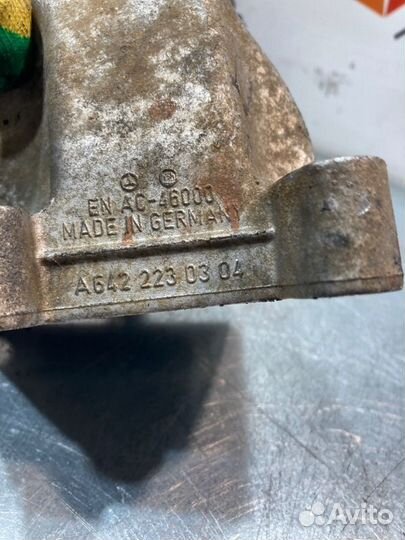 EN AC-46000
MADE IN GERMANY
A642 223 03 04
Avito